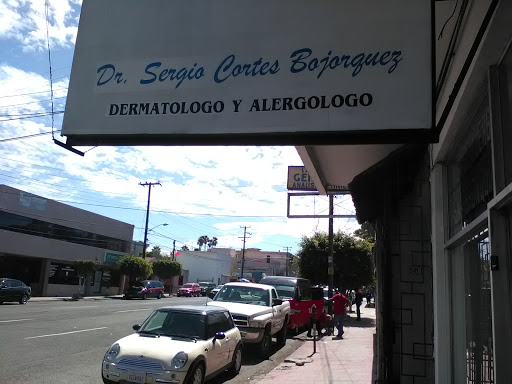 Dr. Sergio Cortes Bojorquez
DERMATOLOGO Y ALERGOLOGO